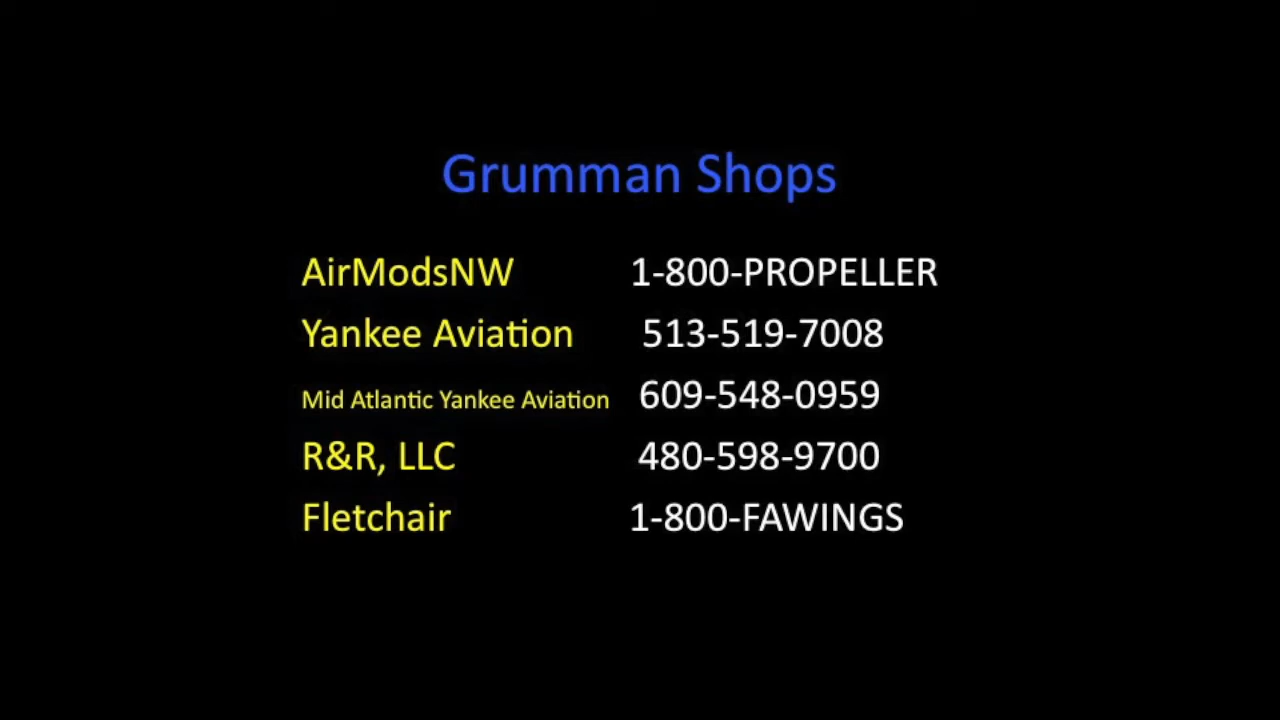 Grumman Shops
AirModsNW 1-800-PROPELLER
Yankee Aviation 513-519-7008
Mid Atlantic Yankee Aviation 609-548-0959
R&R, LLC 480-598-9700
Fletchair 1-800-FAWINGS